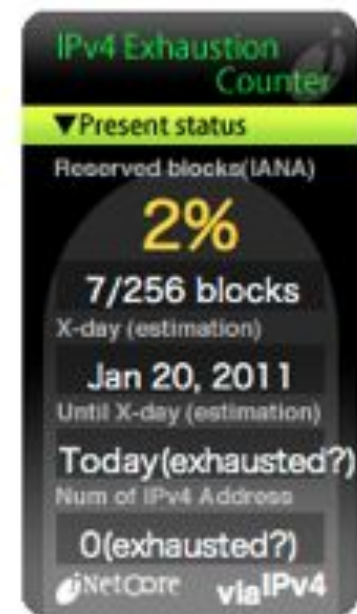 IPv4 Exhaustion
Counter
▼Present status
Reserved blocks(IANA)
2%
7/256 blocks
X-day (estimation)
Jan 20, 2011
Until X-day (estimation)
Today(exhausted?)
Num of IPv4 Address
0(exhausted?)
iNetCore viaIPv4